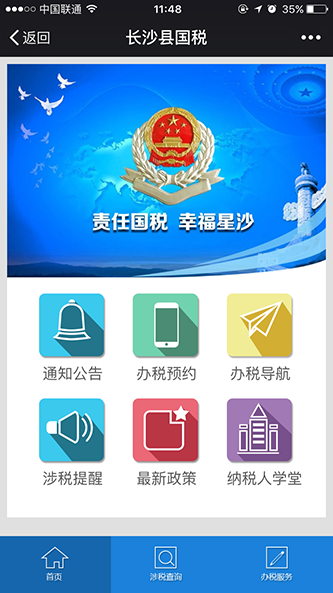 中国联通
11:48
35%
返回
长沙县国税
责任国税 幸福星沙
通知公告
办税预约
办税导航
涉税提醒
最新政策
纳税人学堂
首页
涉税查询
办税服务